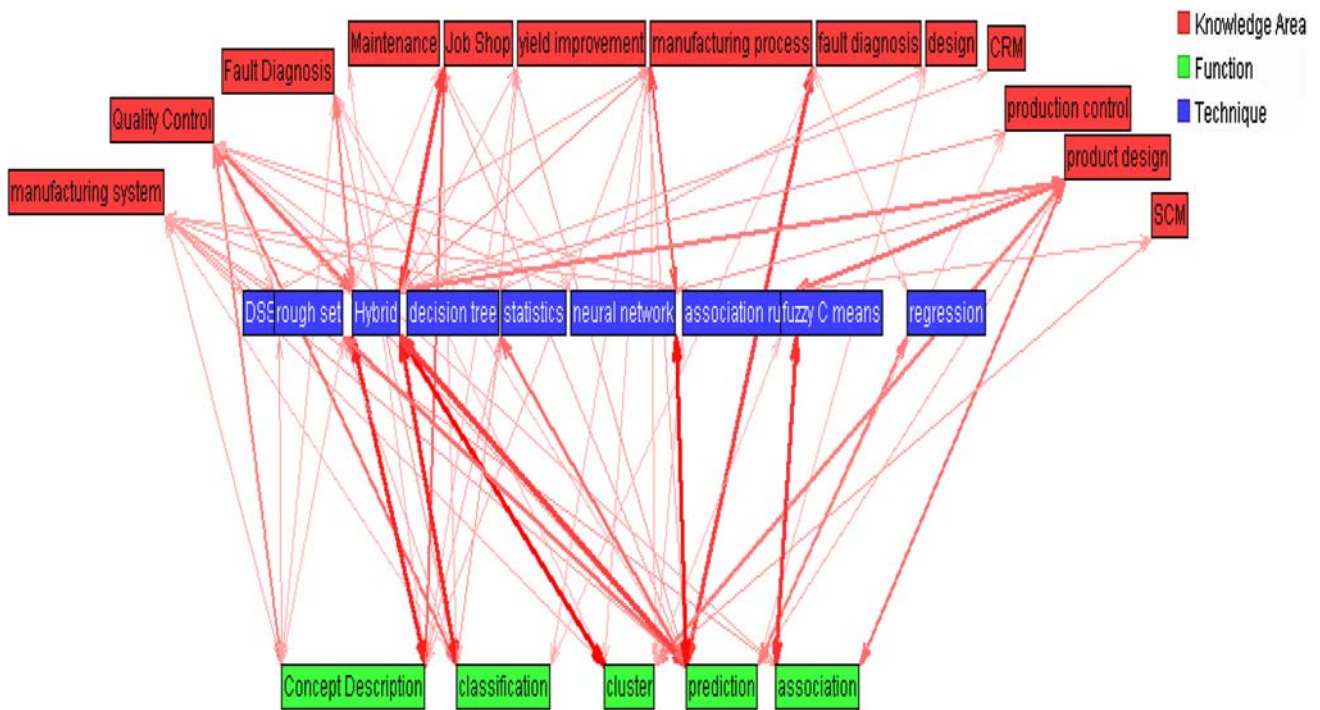 Maintenance
Job Shop
yield improvement
manufacturing process
fault diagnosis
design
CRM
Knowledge Area
Function
Technique
Fault Diagnosis
Quality Control
production control
product design
manufacturing system
SCM
DSS
rough set
Hybrid
decision tree
statistics
neural network
association ru
fuzzy C means
regression
Concept Description
classification
cluster
prediction
association